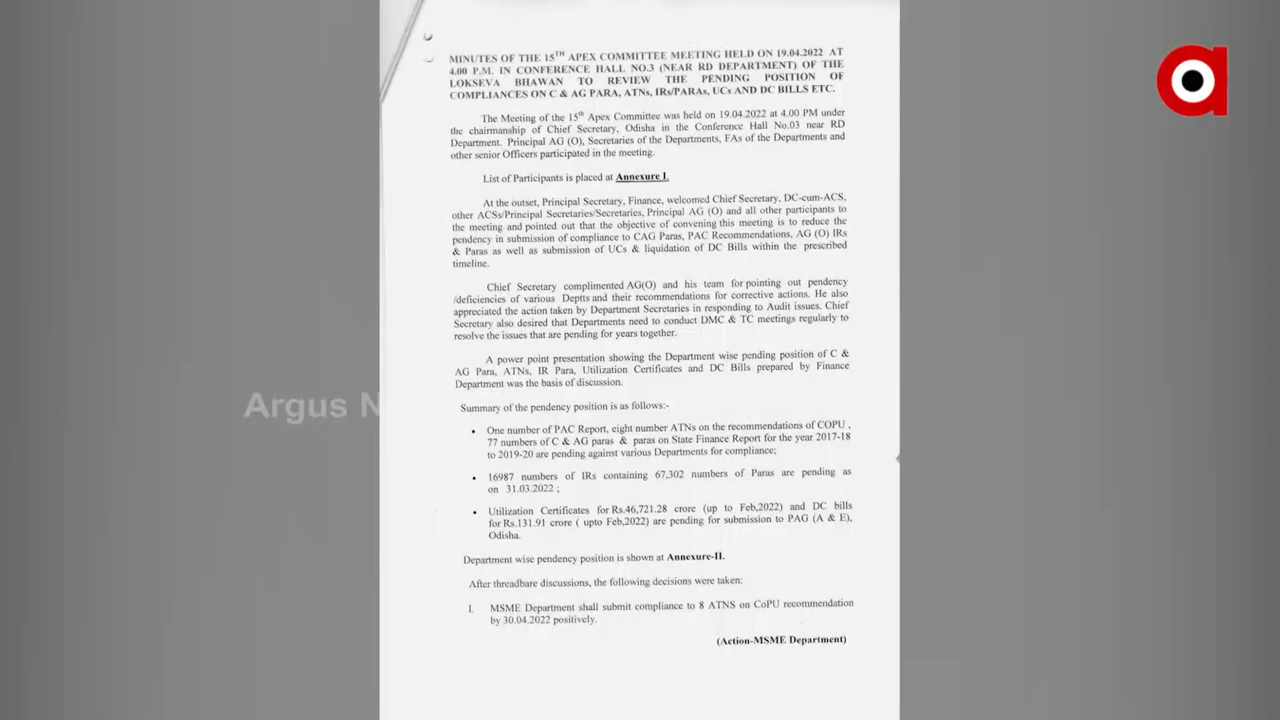 MINUTES OF THE 15TH APEX COMMITTEE MEETING HELD ON 19.04.2022 AT
4.00 P.M. IN CONFERENCE HALL NO.3 (NEAR RD DEPARTMENT) OF THE
LOKSEVA BHAWAN TO REVIEW THE PENDING POSITION OF
COMPLIANCES ON C & AG PARA, ATNs, IRs/PARAs, UCs AND DC BILLS ETC.
The Meeting of the 15th Apex Committee was held on 19.04.2022 at 4.00 PM under
the chairmanship of Chief Secretary, Odisha in the Conference Hall No.03 near RD
Department. Principal AG (O), Secretaries of the Departments, FAs of the Departments and
other senior Officers participated in the meeting.
List of Participants is placed at Annexure I.
At the outset, Principal Secretary, Finance, welcomed Chief Secretary, DC-cum-ACS,
other ACSs/Principal Secretaries/Secretaries, Principal AG (O) and all other participants to
the meeting and pointed out that the objective of convening this meeting is to reduce the
pendency in submission of compliance to CAG Paras, PAC Recommendations, AG (O) IRs
& Paras as well as submission of UCs & liquidation of DC Bills within the prescribed
timeline.
Chief Secretary complimented AG(O) and his team for pointing out pendency
/deficiencies of various Deptts and their recommendations for corrective actions. He also
appreciated the action taken by Department Secretaries in responding to Audit issues. Chief
Secretary also desired that Departments need to conduct DMC & TC meetings regularly to
resolve the issues that are pending for years together.
A power point presentation showing the Department wise pending position of C &
AG Para, ATNs, IR Para, Utilization Certificates and DC Bills prepared by Finance
Department was the basis of discussion.
Summary of the pendency position is as follows:-
• One number of PAC Report, eight number ATNs on the recommendations of COPU ,
77 numbers of C & AG paras & paras on State Finance Report for the year 2017-18
to 2019-20 are pending against various Departments for compliance;
• 16987 numbers of IRs containing 67,302 numbers of Paras are pending as
on 31.03.2022 ;
• Utilization Certificates for Rs.46,721.28 crore (up to Feb,2022) and DC bills
for Rs.131.91 crore ( upto Feb,2022) are pending for submission to PAG (A & E),
Odisha.
Department wise pendency position is shown at Annexure-II.
After threadbare discussions, the following decisions were taken:
1. MSME Department shall submit compliance to 8 ATNS on CoPU recommendation
by 30.04.2022 positively.
(Action-MSME Department)
Argus N
a